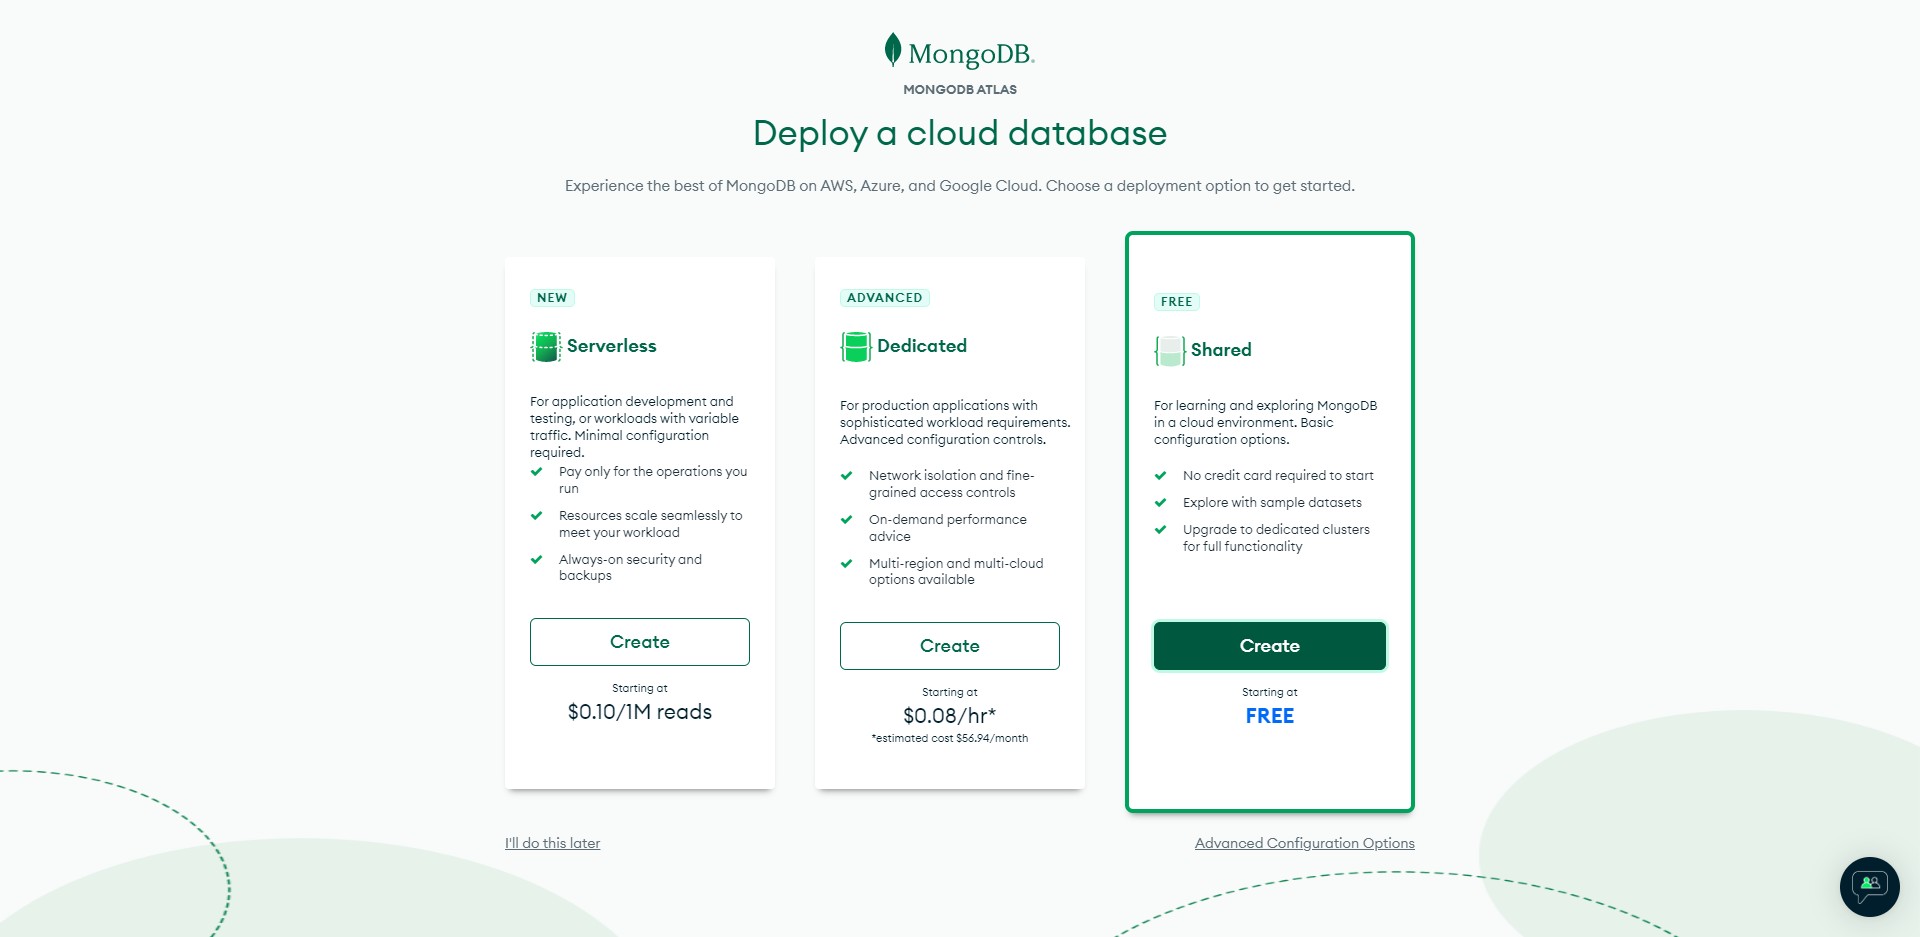 MongoDB.
MONGODB ATLAS
Deploy a cloud database
Experience the best of MongoDB on AWS, Azure, and Google Cloud. Choose a deployment option to get started.
NEW
Serverless
For application development and
testing, or workloads with variable
traffic. Minimal configuration
required.
Pay only for the operations you
run
Resources scale seamlessly to
meet your workload
Always-on security and
backups
Create
Starting at
$0.10/1M reads
ADVANCED
Dedicated
For production applications with
sophisticated workload requirements.
Advanced configuration controls.
Network isolation and fine-
grained access controls
On-demand performance
advice
Multi-region and multi-cloud
options available
Create
Starting at
$0.08/hr*
*estimated cost $56.94/month
FREE
Shared
For learning and exploring MongoDB
in a cloud environment. Basic
configuration options.
No credit card required to start
Explore with sample datasets
Upgrade to dedicated clusters
for full functionality
Create
Starting at
FREE
I'll do this later
Advanced Configuration Options